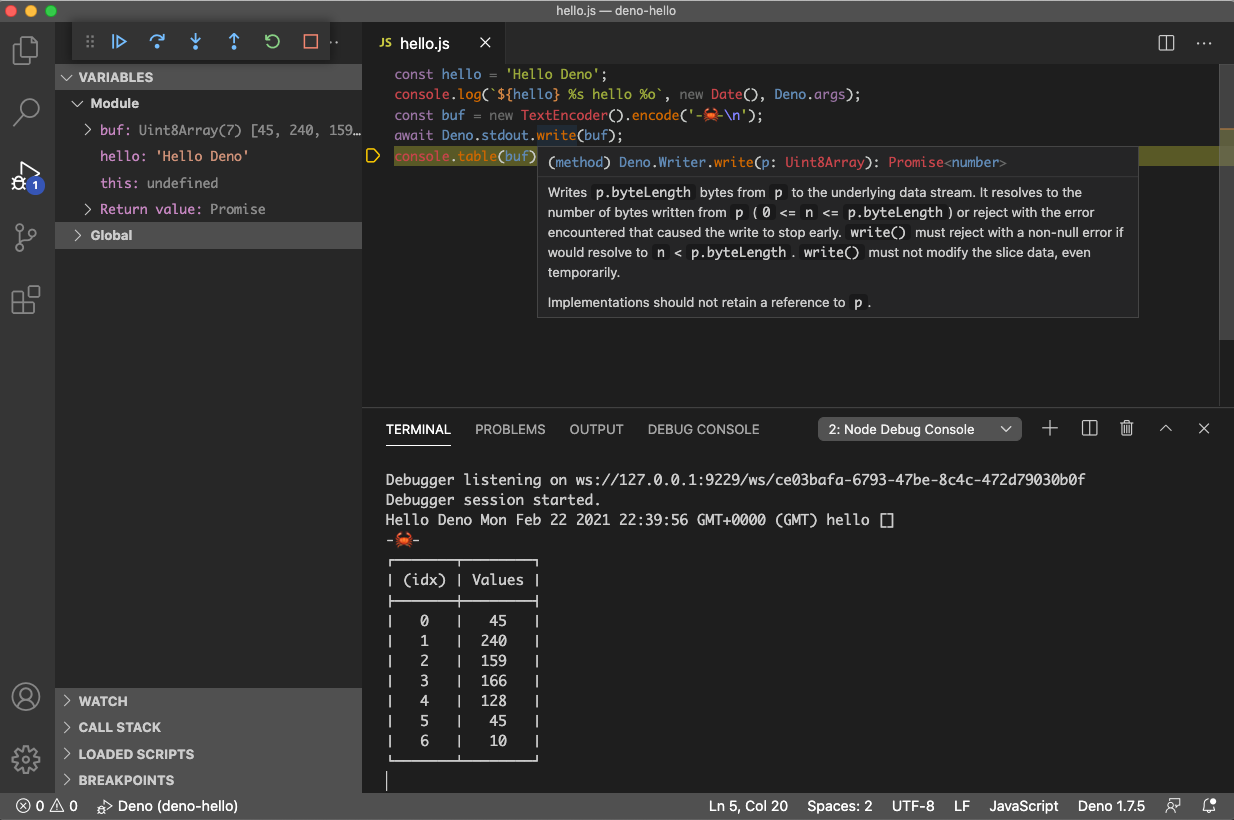 hello.js — deno-hello
JS hello.js
VARIABLES
Module
buf: Uint8Array(7) [45, 240, 159…
hello: 'Hello Deno'
this: undefined
Return value: Promise
Global
1
WATCH
CALL STACK
LOADED SCRIPTS
BREAKPOINTS
const hello = 'Hello Deno';
console.log(`${hello} %s hello %o`, new Date(), Deno.args);
const buf = new TextEncoder().encode('-🦀-\n');
await Deno.stdout.write(buf);
console.table(buf)
(method) Deno.Writer.write(p: Uint8Array): Promise<number>
Writes p.byteLength bytes from p to the underlying data stream. It resolves to the
number of bytes written from p ( 0 <= n <= p.byteLength ) or reject with the error
encountered that caused the write to stop early. write() must reject with a non-null error if
would resolve to n < p.byteLength . write() must not modify the slice data, even
temporarily.
Implementations should not retain a reference to p .
TERMINAL PROBLEMS OUTPUT DEBUG CONSOLE 2: Node Debug Console
Debugger listening on ws://127.0.0.1:9229/ws/ce03bafa-6793-47be-8c4c-472d79030b0f
Debugger session started.
Hello Deno Mon Feb 22 2021 22:39:56 GMT+0000 (GMT) hello []
-🦀-
(idx) Values
0 45
1 240
2 159
3 166
4 128
5 45
6 10
0 0 Deno (deno-hello) Ln 5, Col 20 Spaces: 2 UTF-8 LF JavaScript Deno 1.7.5